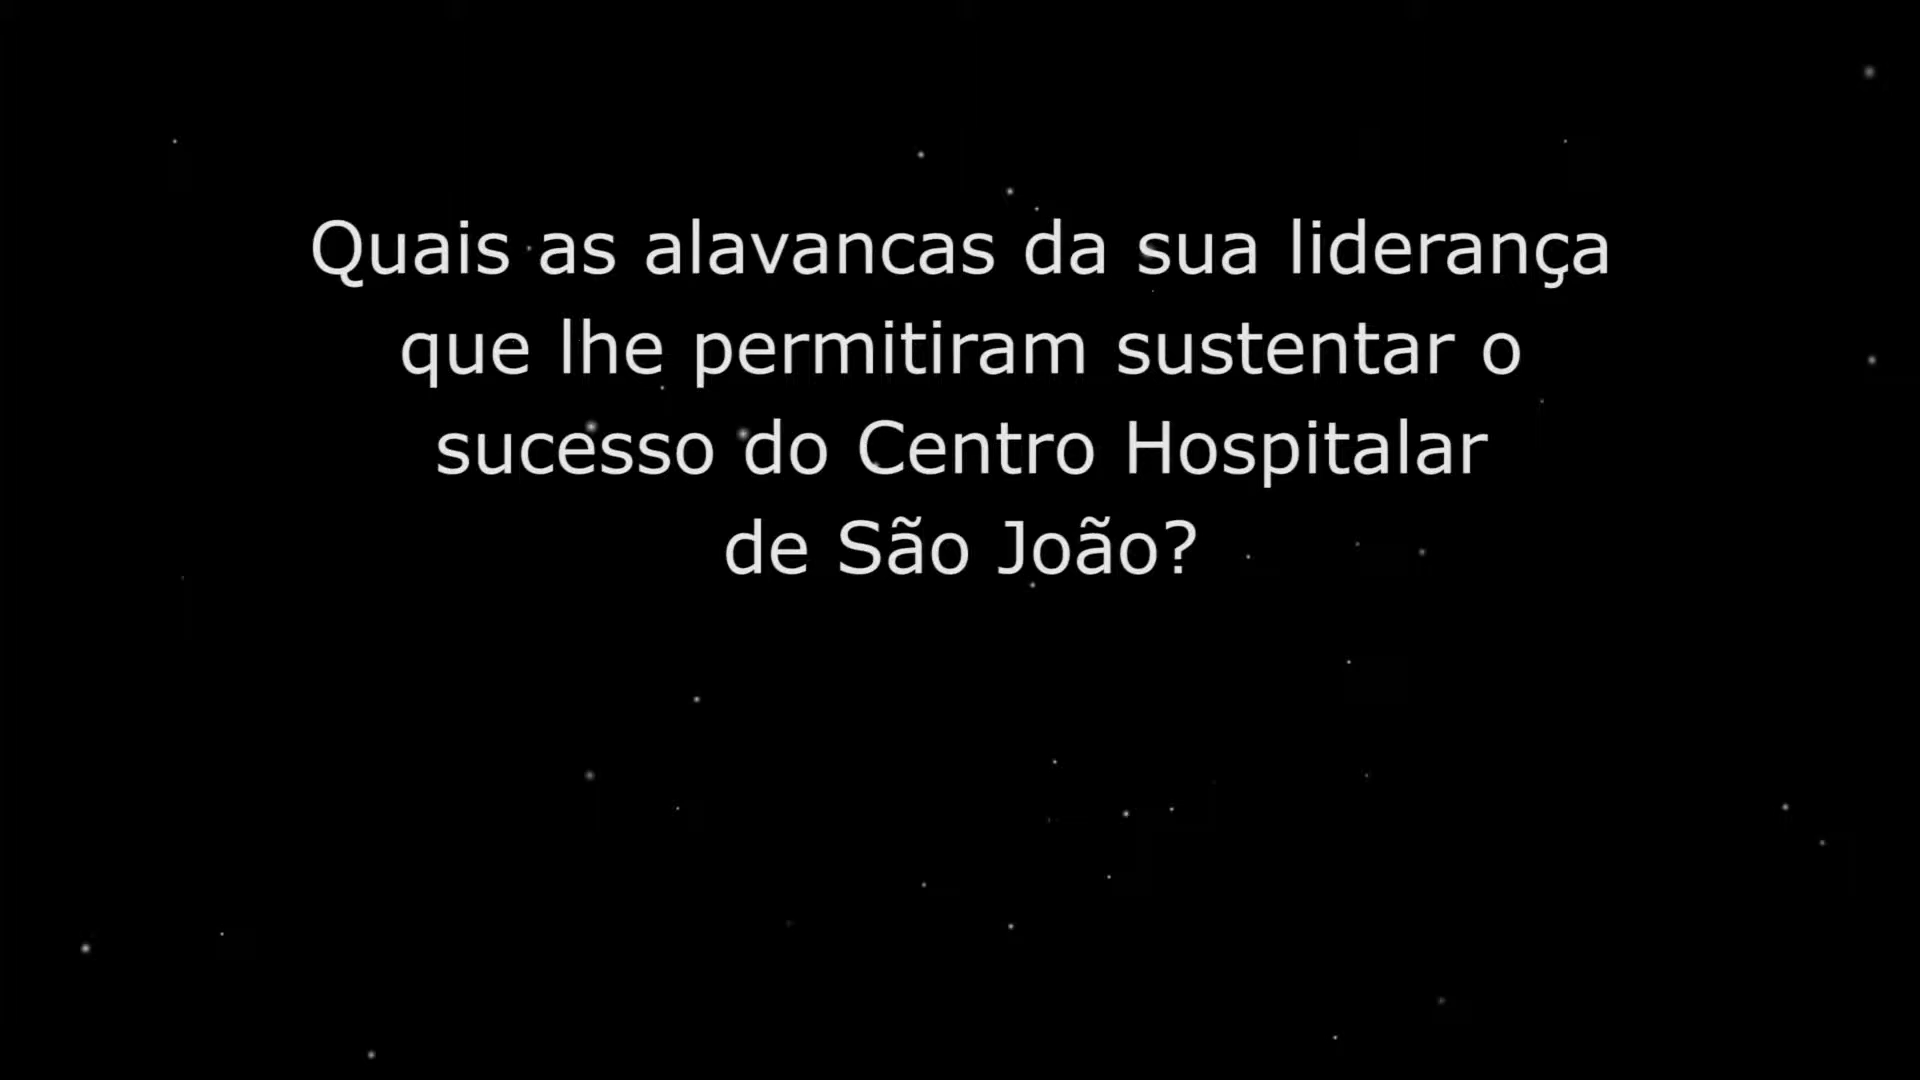 Quais as alavancas da sua liderança
que lhe permitiram sustentar o
sucesso do Centro Hospitalar
de São João?